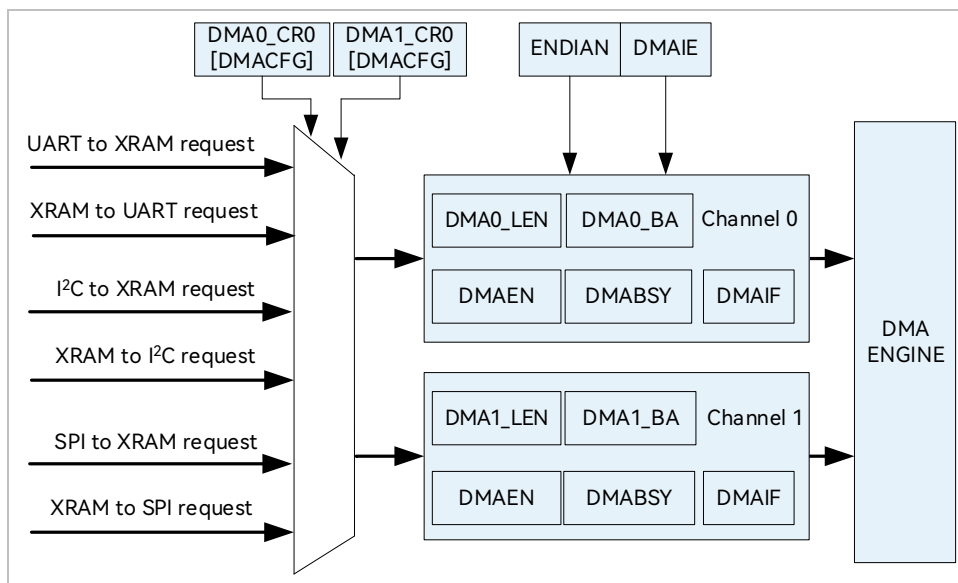 DMA0_CR0
[DMACFG]
DMA1_CR0
[DMACFG]
ENDIAN
DMAIE
UART to XRAM request
XRAM to UART request
I²C to XRAM request
XRAM to I²C request
SPI to XRAM request
XRAM to SPI request
DMA0_LEN
DMA0_BA
Channel 0
DMAEN
DMABSY
DMAIF
DMA1_LEN
DMA1_BA
Channel 1
DMAEN
DMABSY
DMAIF
DMA
ENGINE